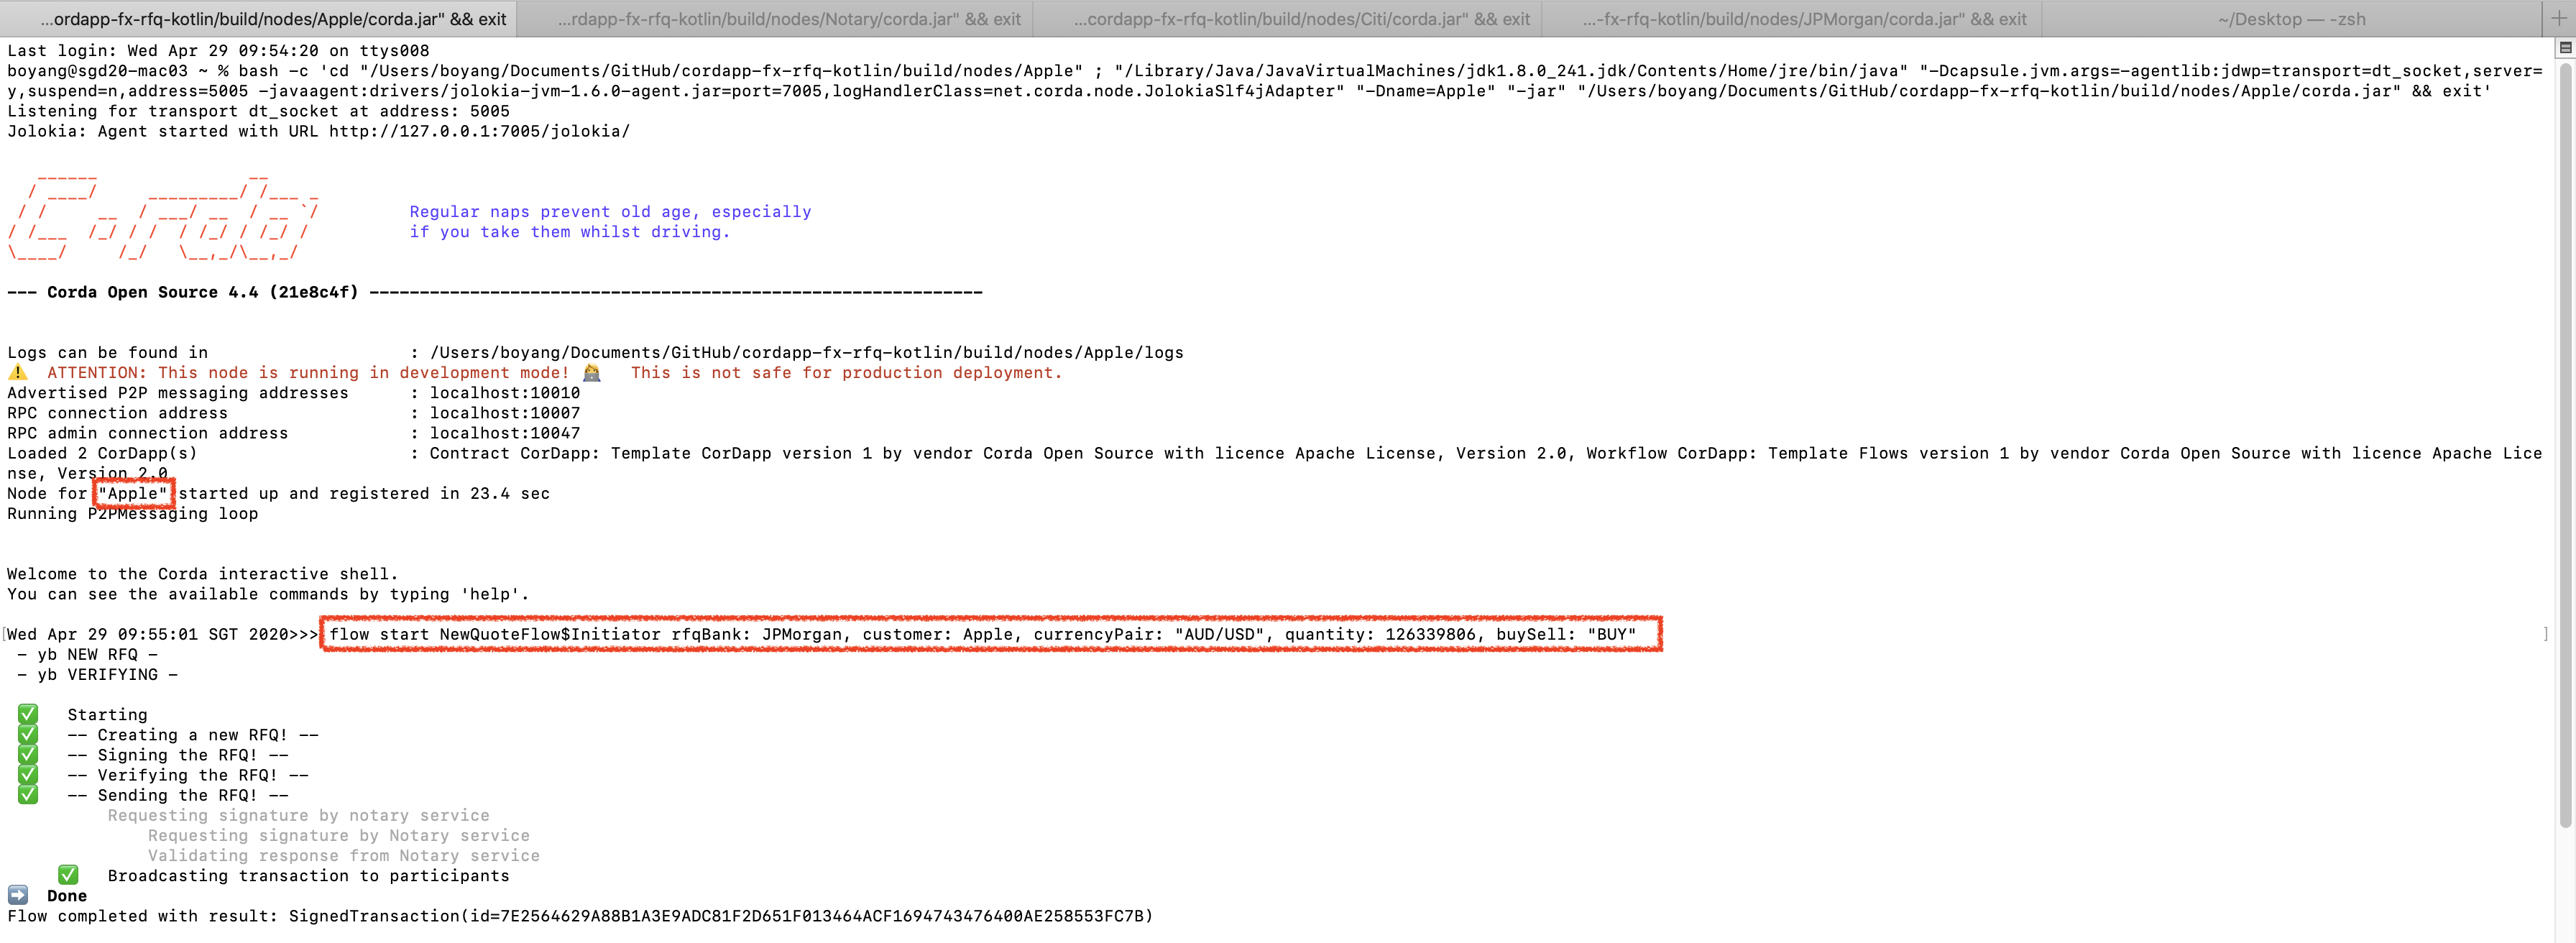 ...ordapp-fx-rfq-kotlin/build/nodes/Apple/corda.jar" && exit
...rdapp-fx-rfq-kotlin/build/nodes/Notary/corda.jar" && exit
...cordapp-fx-rfq-kotlin/build/nodes/Citi/corda.jar" && exit
...-fx-rfq-kotlin/build/nodes/JPMorgan/corda.jar" && exit
~/Desktop — -zsh
Last login: Wed Apr 29 09:54:20 on ttys008
boyang@sgd20-mac03 ~ % bash -c 'cd "/Users/boyang/Documents/GitHub/cordapp-fx-rfq-kotlin/build/nodes/Apple" ; "/Library/Java/JavaVirtualMachines/jdk1.8.0_241.jdk/Contents/Home/jre/bin/java" "-Dcapsule.jvm.args=-agentlib:jdwp=transport=dt_socket,server=
y,suspend=n,address=5005 -javaagent:drivers/jolokia-jvm-1.6.0-agent.jar=port=7005,logHandlerClass=net.corda.node.JolokiaSlf4jAdapter" "-Dname=Apple" "-jar" "/Users/boyang/Documents/GitHub/cordapp-fx-rfq-kotlin/build/nodes/Apple/corda.jar" && exit'
Listening for transport dt_socket at address: 5005
Jolokia: Agent started with URL http://127.0.0.1:7005/jolokia/
Corda
Regular naps prevent old age, especially
if you take them whilst driving.
--- Corda Open Source 4.4 (21e8c4f) -------------------------------------------------------------
Logs can be found in : /Users/boyang/Documents/GitHub/cordapp-fx-rfq-kotlin/build/nodes/Apple/logs
⚠️ ATTENTION: This node is running in development mode! 👩‍💻 This is not safe for production deployment.
Advertised P2P messaging addresses : localhost:10010
RPC connection address : localhost:10007
RPC admin connection address : localhost:10047
Loaded 2 CorDapp(s) : Contract CorDapp: Template CorDapp version 1 by vendor Corda Open Source with licence Apache License, Version 2.0, Workflow CorDapp: Template Flows version 1 by vendor Corda Open Source with licence Apache Lice
nse, Version 2.0
Node for "Apple" started up and registered in 23.4 sec
Running P2PMessaging loop
Welcome to the Corda interactive shell.
You can see the available commands by typing 'help'.
[Wed Apr 29 09:55:01 SGT 2020>>> flow start NewQuoteFlow$Initiator rfqBank: JPMorgan, customer: Apple, currencyPair: "AUD/USD", quantity: 126339806, buySell: "BUY" ]
- yb NEW RFQ -
- yb VERIFYING -
✅ Starting
✅ -- Creating a new RFQ! --
✅ -- Signing the RFQ! --
✅ -- Verifying the RFQ! --
✅ -- Sending the RFQ! --
Requesting signature by notary service
Requesting signature by Notary service
Validating response from Notary service
✅ Broadcasting transaction to participants
➡️ Done
Flow completed with result: SignedTransaction(id=7E2564629A88B1A3E9ADC81F2D651F013464ACF1694743476400AE258553FC7B)